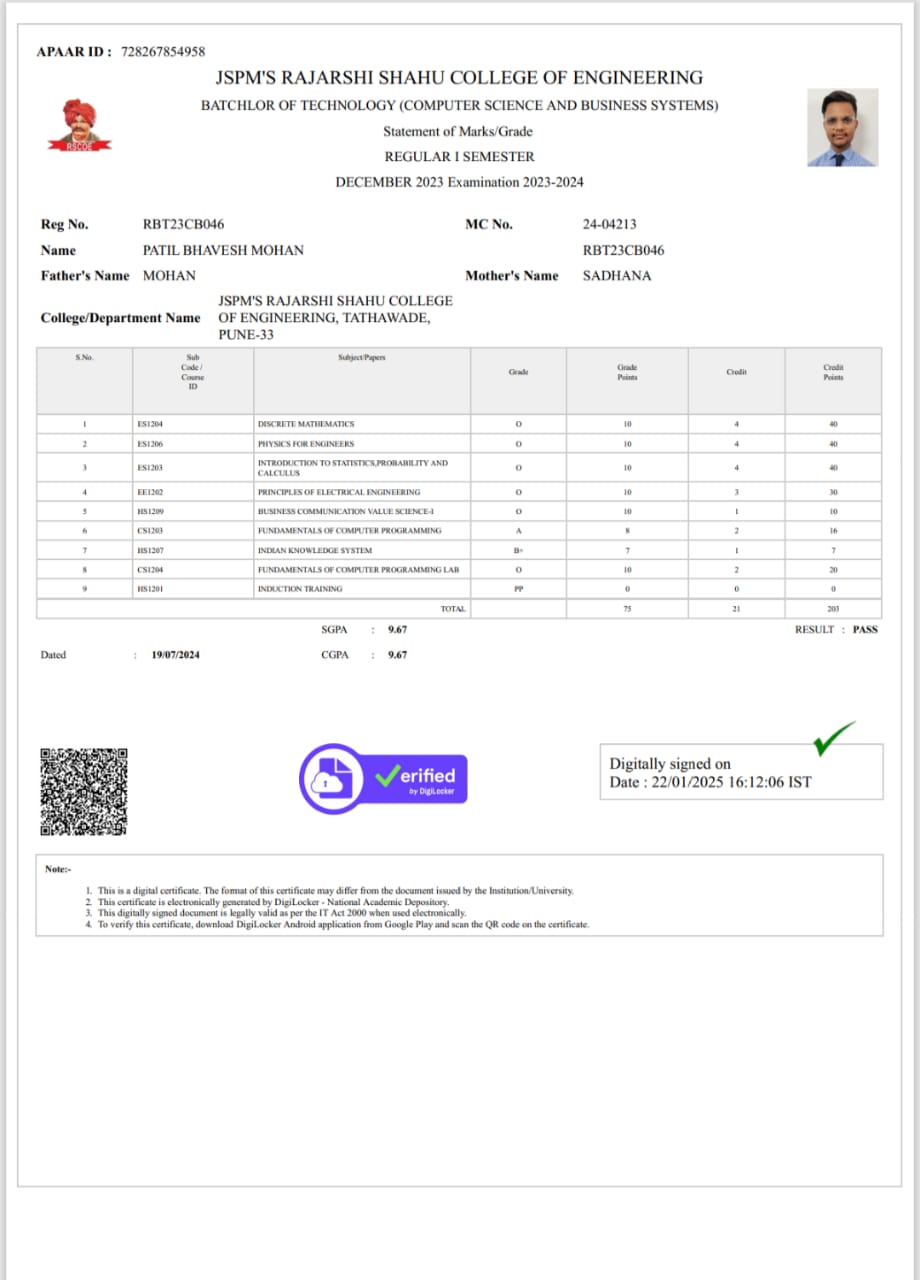 APAAR ID : 728267854958
JSPM'S RAJARSHI SHAHU COLLEGE OF ENGINEERING
BATCHLOR OF TECHNOLOGY (COMPUTER SCIENCE AND BUSINESS SYSTEMS)
Statement of Marks/Grade
REGULAR I SEMESTER
DECEMBER 2023 Examination 2023-2024
RSCOE
Reg No. RBT23CB046 MC No. 24-04213
Name PATIL BHAVESH MOHAN RBT23CB046
Father's Name MOHAN Mother's Name SADHANA
College/Department Name JSPM'S RAJARSHI SHAHU COLLEGE
OF ENGINEERING, TATHAWADE,
PUNE-33
S.No. Sub Code / Course ID Subject/Papers Grade Grade Points Credit Credit Points
1 ES1204 DISCRETE MATHEMATICS O 10 4 40
2 ES1206 PHYSICS FOR ENGINEERS O 10 4 40
3 ES1203 INTRODUCTION TO STATISTICS,PROBABILITY AND CALCULUS O 10 4 40
4 EE1202 PRINCIPLES OF ELECTRICAL ENGINEERING O 10 3 30
5 HS1209 BUSINESS COMMUNICATION VALUE SCIENCE-I O 10 1 10
6 CS1203 FUNDAMENTALS OF COMPUTER PROGRAMMING A 8 2 16
7 HS1207 INDIAN KNOWLEDGE SYSTEM B+ 7 1 7
8 CS1204 FUNDAMENTALS OF COMPUTER PROGRAMMING LAB O 10 2 20
9 HS1201 INDUCTION TRAINING PP 0 0 0
TOTAL 75 21 203
SGPA : 9.67 RESULT : PASS
Dated : 19/07/2024 CGPA : 9.67
erified
by DigiLocker
Digitally signed on
Date : 22/01/2025 16:12:06 IST
Note:-
1. This is a digital certificate. The format of this certificate may differ from the document issued by the Institution/University.
2. This certificate is electronically generated by DigiLocker - National Academic Depository.
3. This digitally signed document is legally valid as per the IT Act 2000 when used electronically.
4. To verify this certificate, download DigiLocker Android application from Google Play and scan the QR code on the certificate.